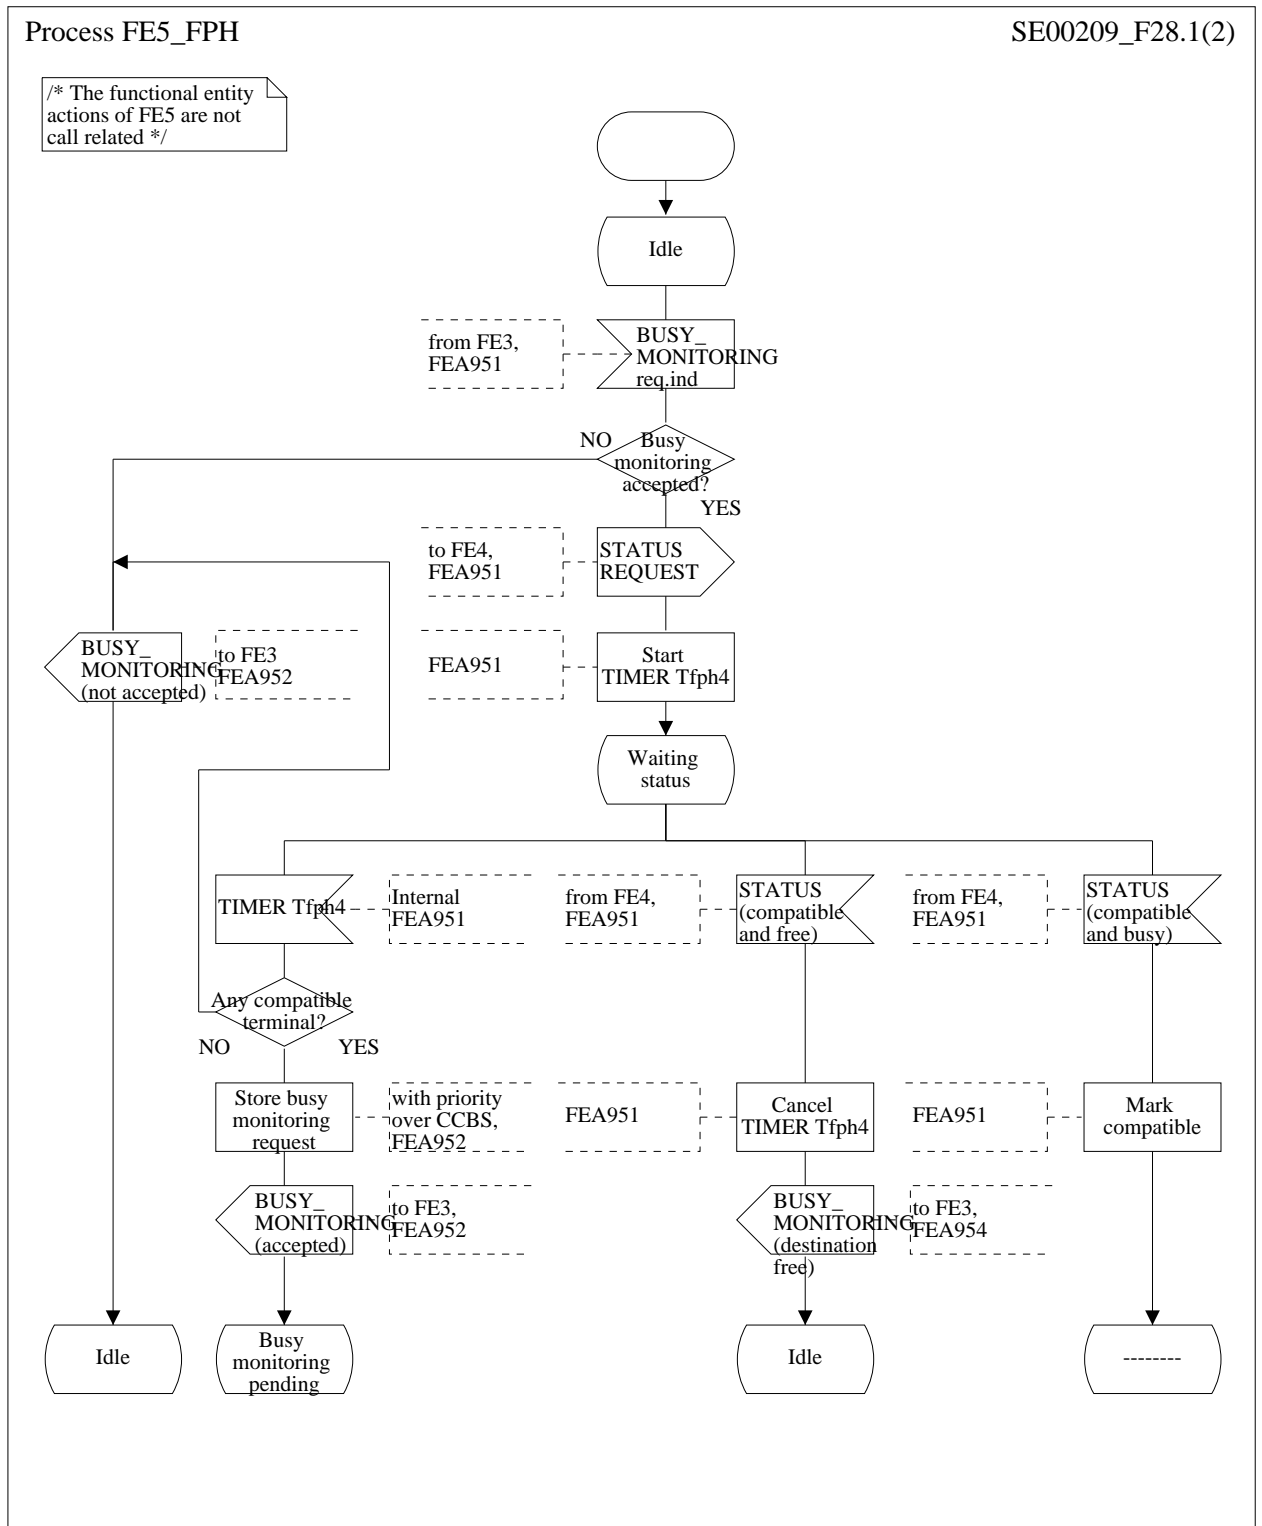 Process FE5_FPH
SE00209_F28.1(2)
/* The functional entity
actions of FE5 are not
call related */
Idle
from FE3,
FEA951
BUSY_
MONITORING
req.ind
NO
Busy
monitoring
accepted?
YES
to FE4,
FEA951
STATUS
REQUEST
BUSY_
MONITORING
(not accepted)
to FE3
FEA952
FEA951
Start
TIMER Tfph4
Waiting
status
TIMER Tfph4
Internal
FEA951
from FE4,
FEA951
STATUS
(compatible
and free)
from FE4,
FEA951
STATUS
(compatible
and busy)
Any compatible
terminal?
NO
YES
Store busy
monitoring
request
with priority
over CCBS,
FEA952
FEA951
Cancel
TIMER Tfph4
FEA951
Mark
compatible
BUSY_
MONITORING
(accepted)
to FE3,
FEA952
BUSY_
MONITORING
(destination
free)
to FE3,
FEA954
Idle
Busy
monitoring
pending
Idle
--------